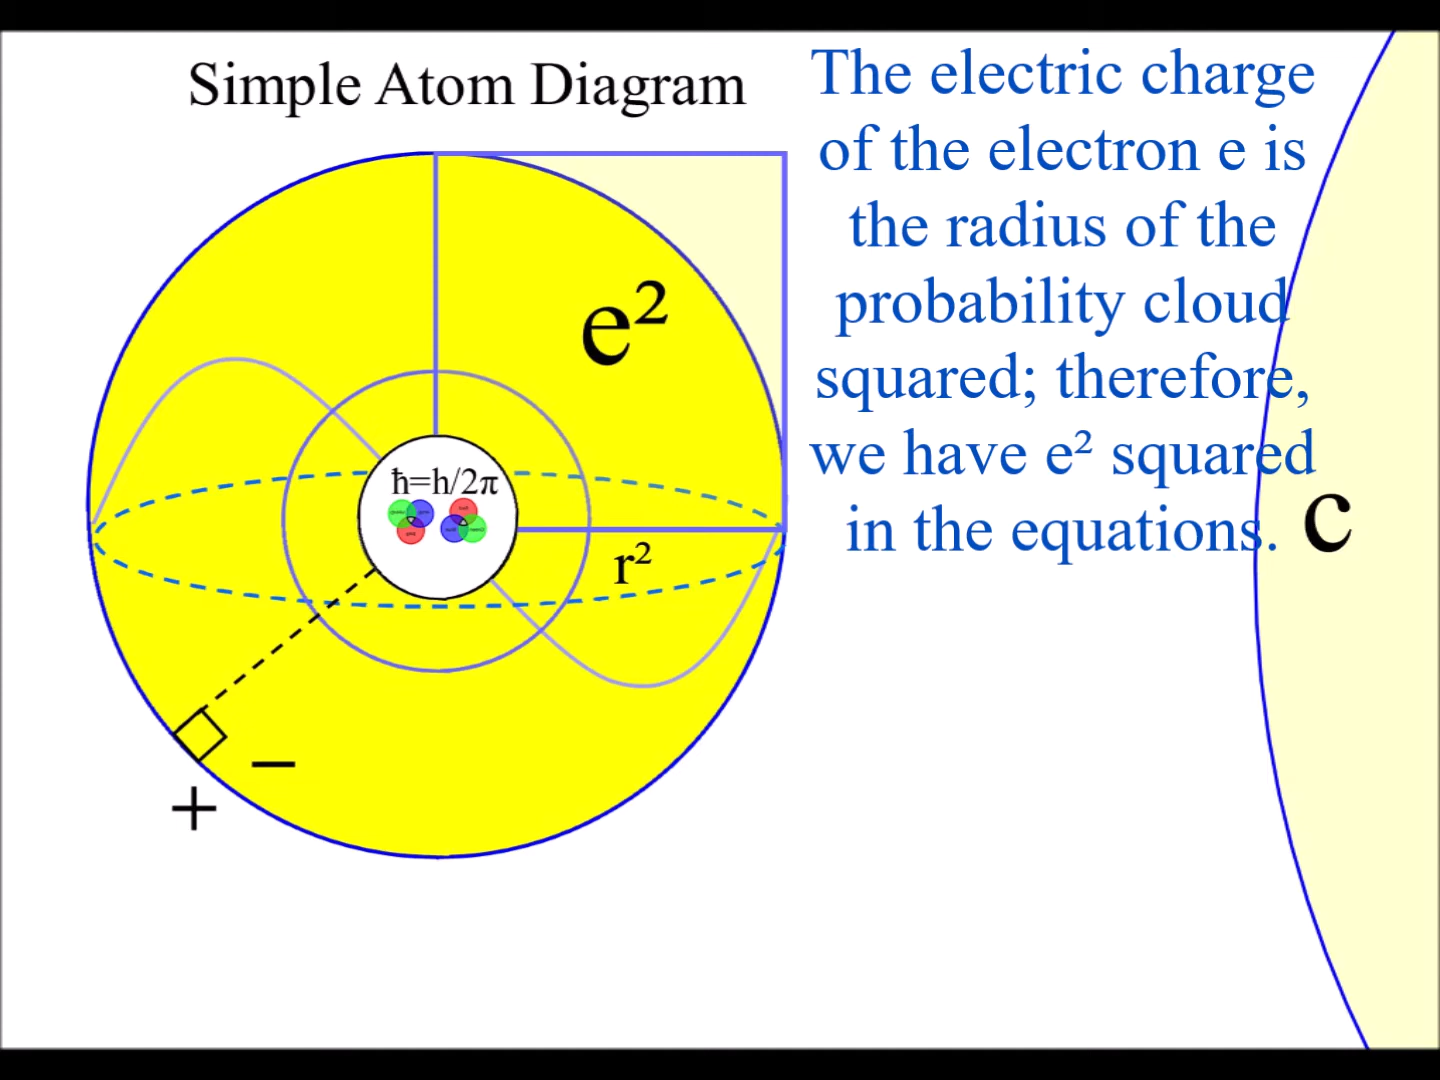 Simple Atom Diagram
The electric charge
of the electron e is
the radius of the
probability cloud
squared; therefore,
we have e² squared
in the equations.
e²
ħ=h/2π
r²
c
−
+